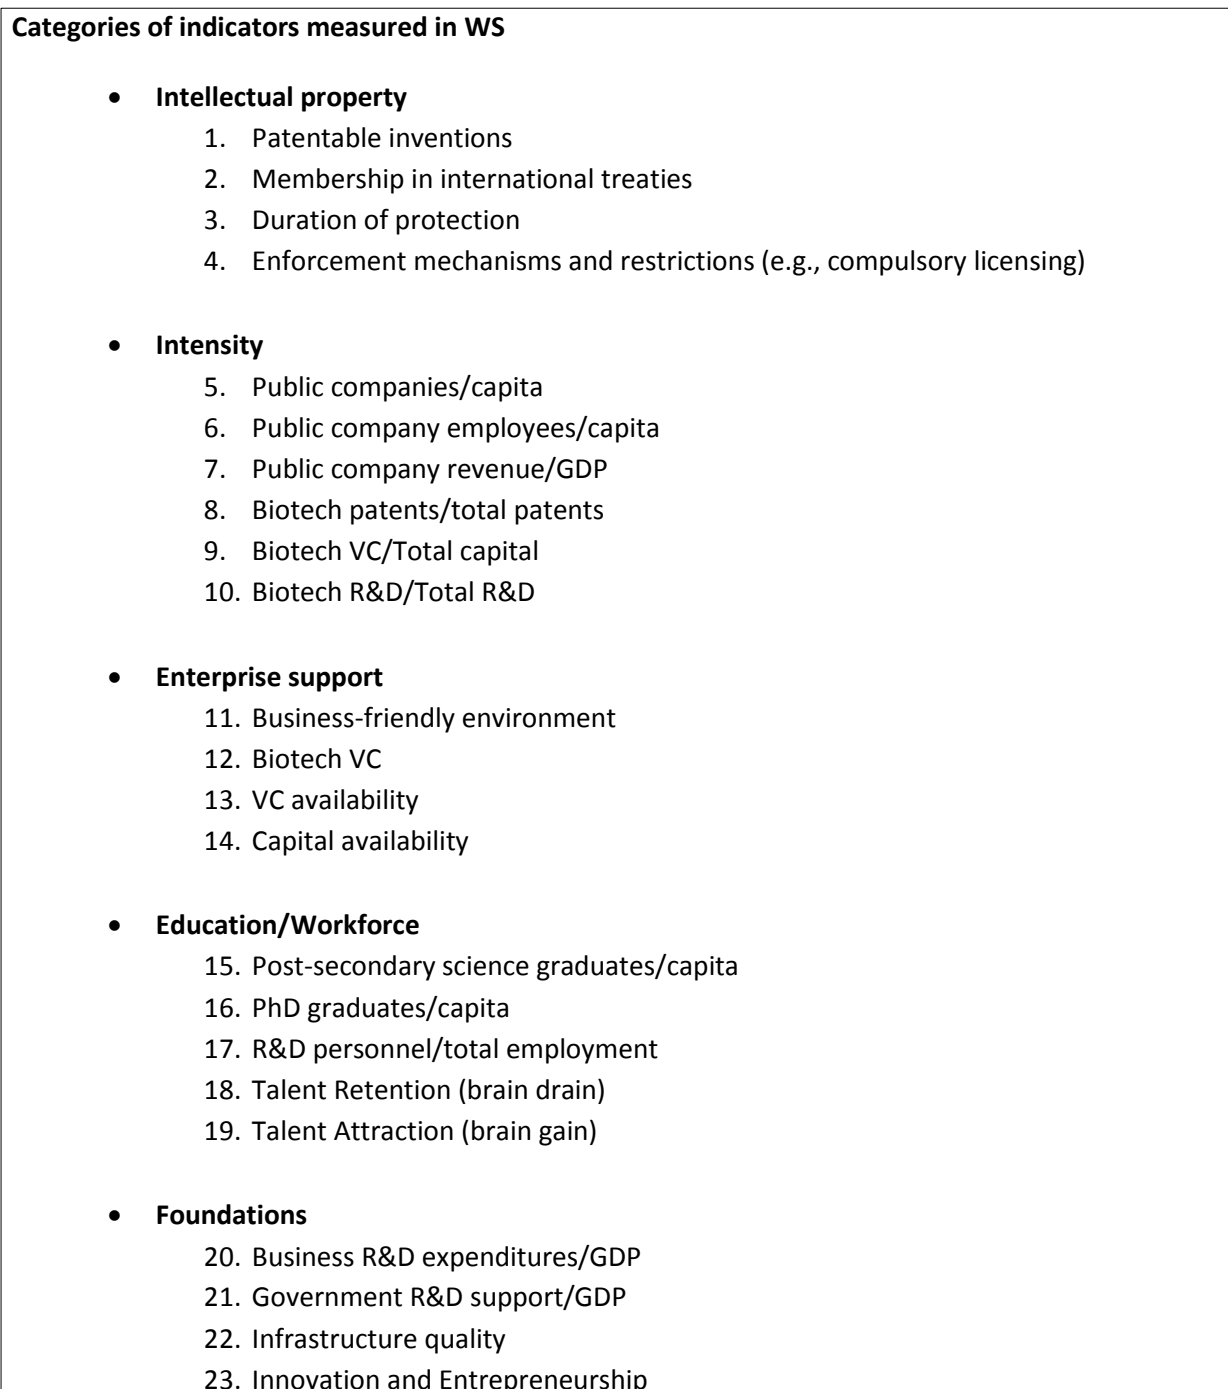 Categories of indicators measured in WS
• Intellectual property
1. Patentable inventions
2. Membership in international treaties
3. Duration of protection
4. Enforcement mechanisms and restrictions (e.g., compulsory licensing)
• Intensity
5. Public companies/capita
6. Public company employees/capita
7. Public company revenue/GDP
8. Biotech patents/total patents
9. Biotech VC/Total capital
10. Biotech R&D/Total R&D
• Enterprise support
11. Business-friendly environment
12. Biotech VC
13. VC availability
14. Capital availability
• Education/Workforce
15. Post-secondary science graduates/capita
16. PhD graduates/capita
17. R&D personnel/total employment
18. Talent Retention (brain drain)
19. Talent Attraction (brain gain)
• Foundations
20. Business R&D expenditures/GDP
21. Government R&D support/GDP
22. Infrastructure quality
23. Innovation and Entrepreneurship